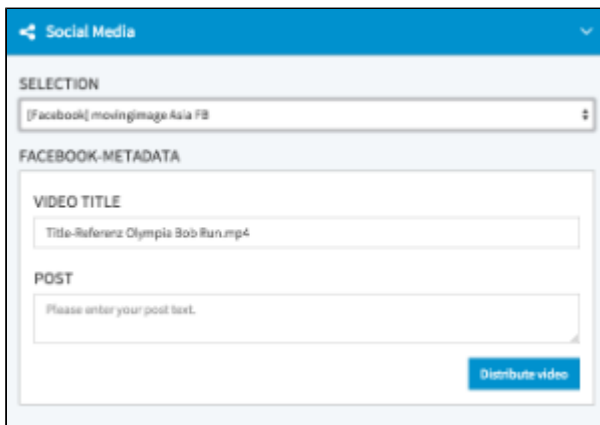 Social Media
SELECTION
[Facebook] movingimage Asia FB
FACEBOOK-METADATA
VIDEO TITLE
Title-Referenz Olympia Bob Run.mp4
POST
Please enter your post text.
Distribute video